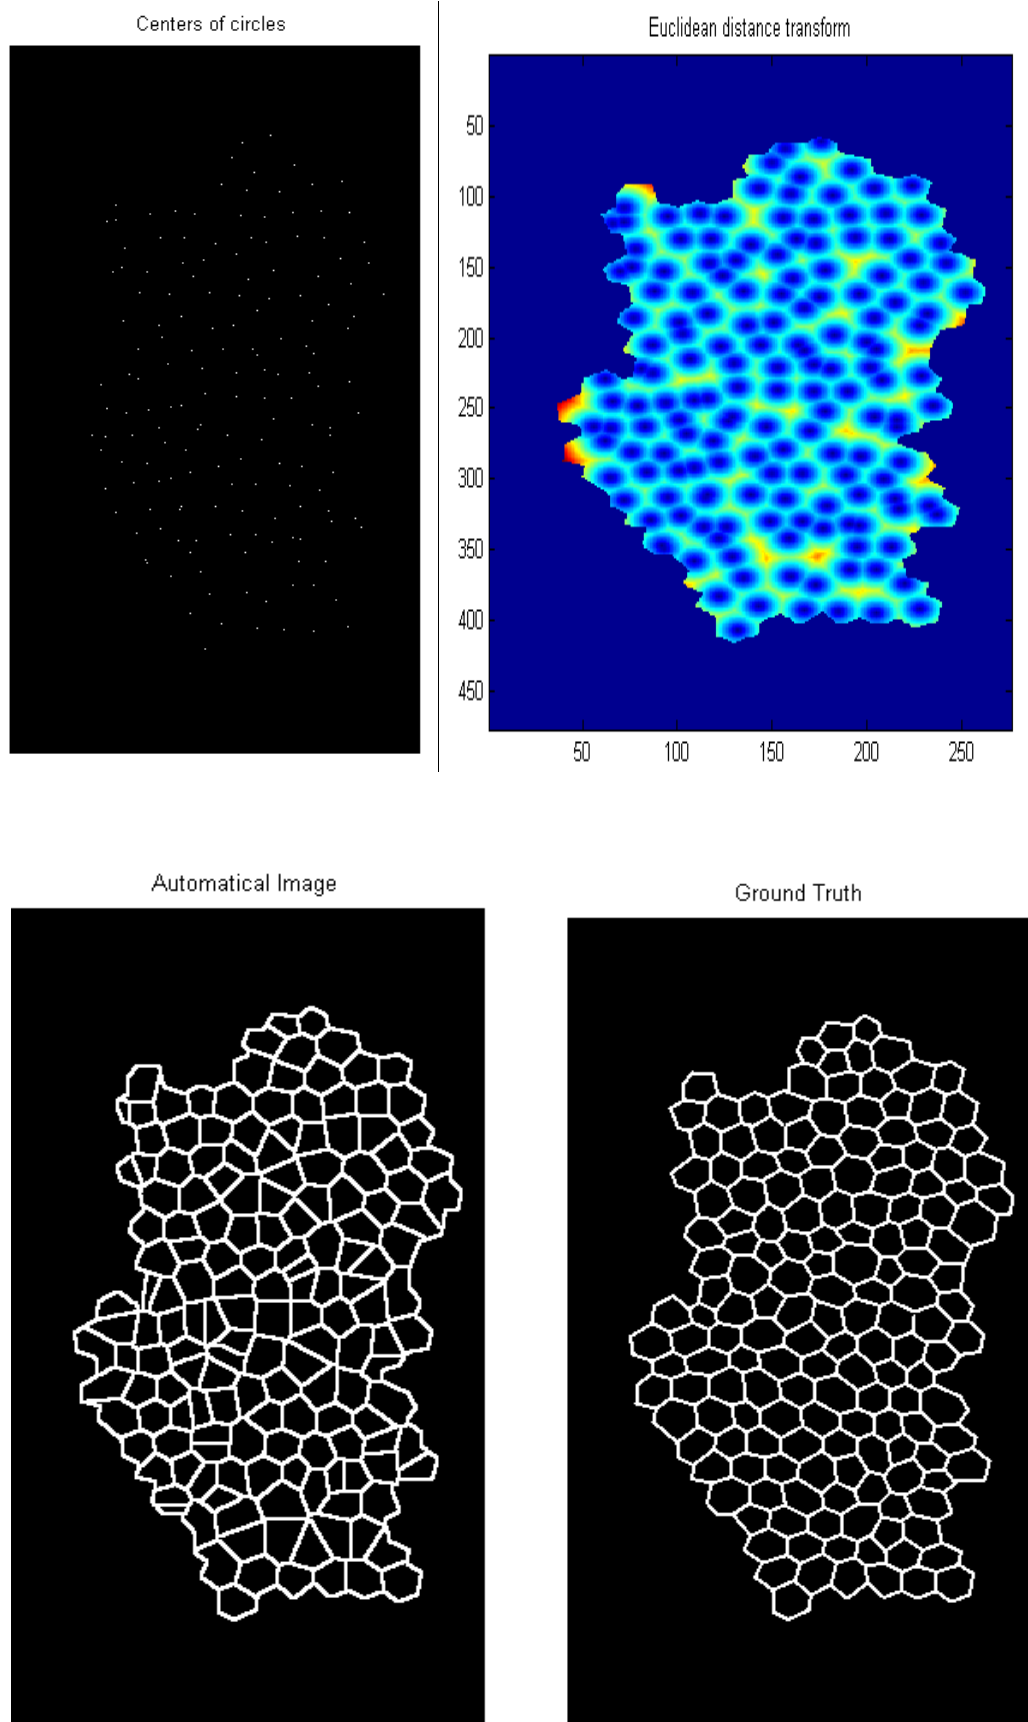 Centers of circles
Euclidean distance transform
50
100
150
200
250
300
350
400
450
50 100 150 200 250
Automatical Image
Ground Truth